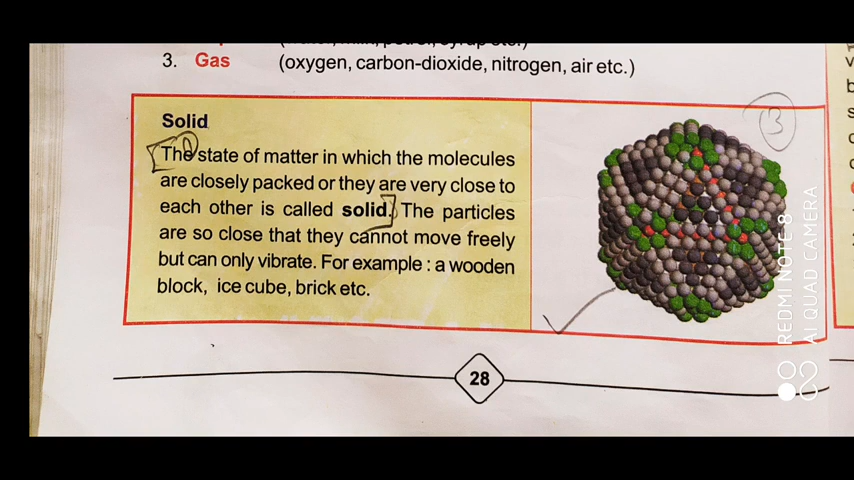 3. Gas (oxygen, carbon-dioxide, nitrogen, air etc.)
Solid
The state of matter in which the molecules
are closely packed or they are very close to
each other is called solid. The particles
are so close that they cannot move freely
but can only vibrate. For example : a wooden
block, ice cube, brick etc.
28
3
REDMI NOTE 8
AI QUAD CAMERA